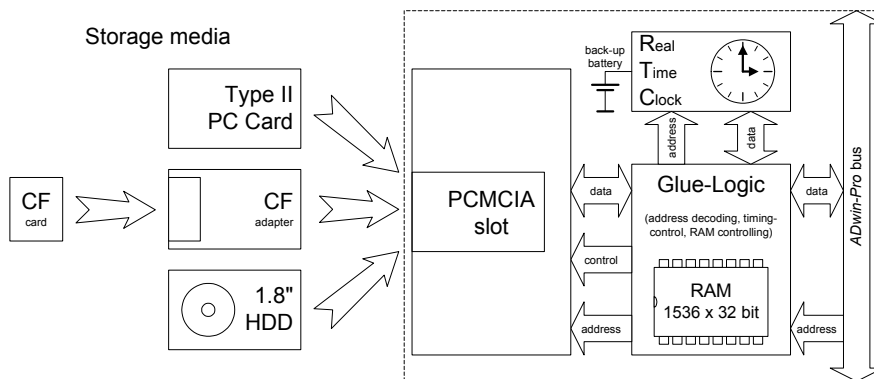 Storage media
Type II
PC Card
CF
card
CF
adapter
1.8"
HDD
PCMCIA
slot
back-up
battery
Real
Time
Clock
address
data
data
control
address
Glue-Logic
(address decoding, timing-
control, RAM controlling)
RAM
1536 x 32 bit
data
address
ADwin-Pro bus